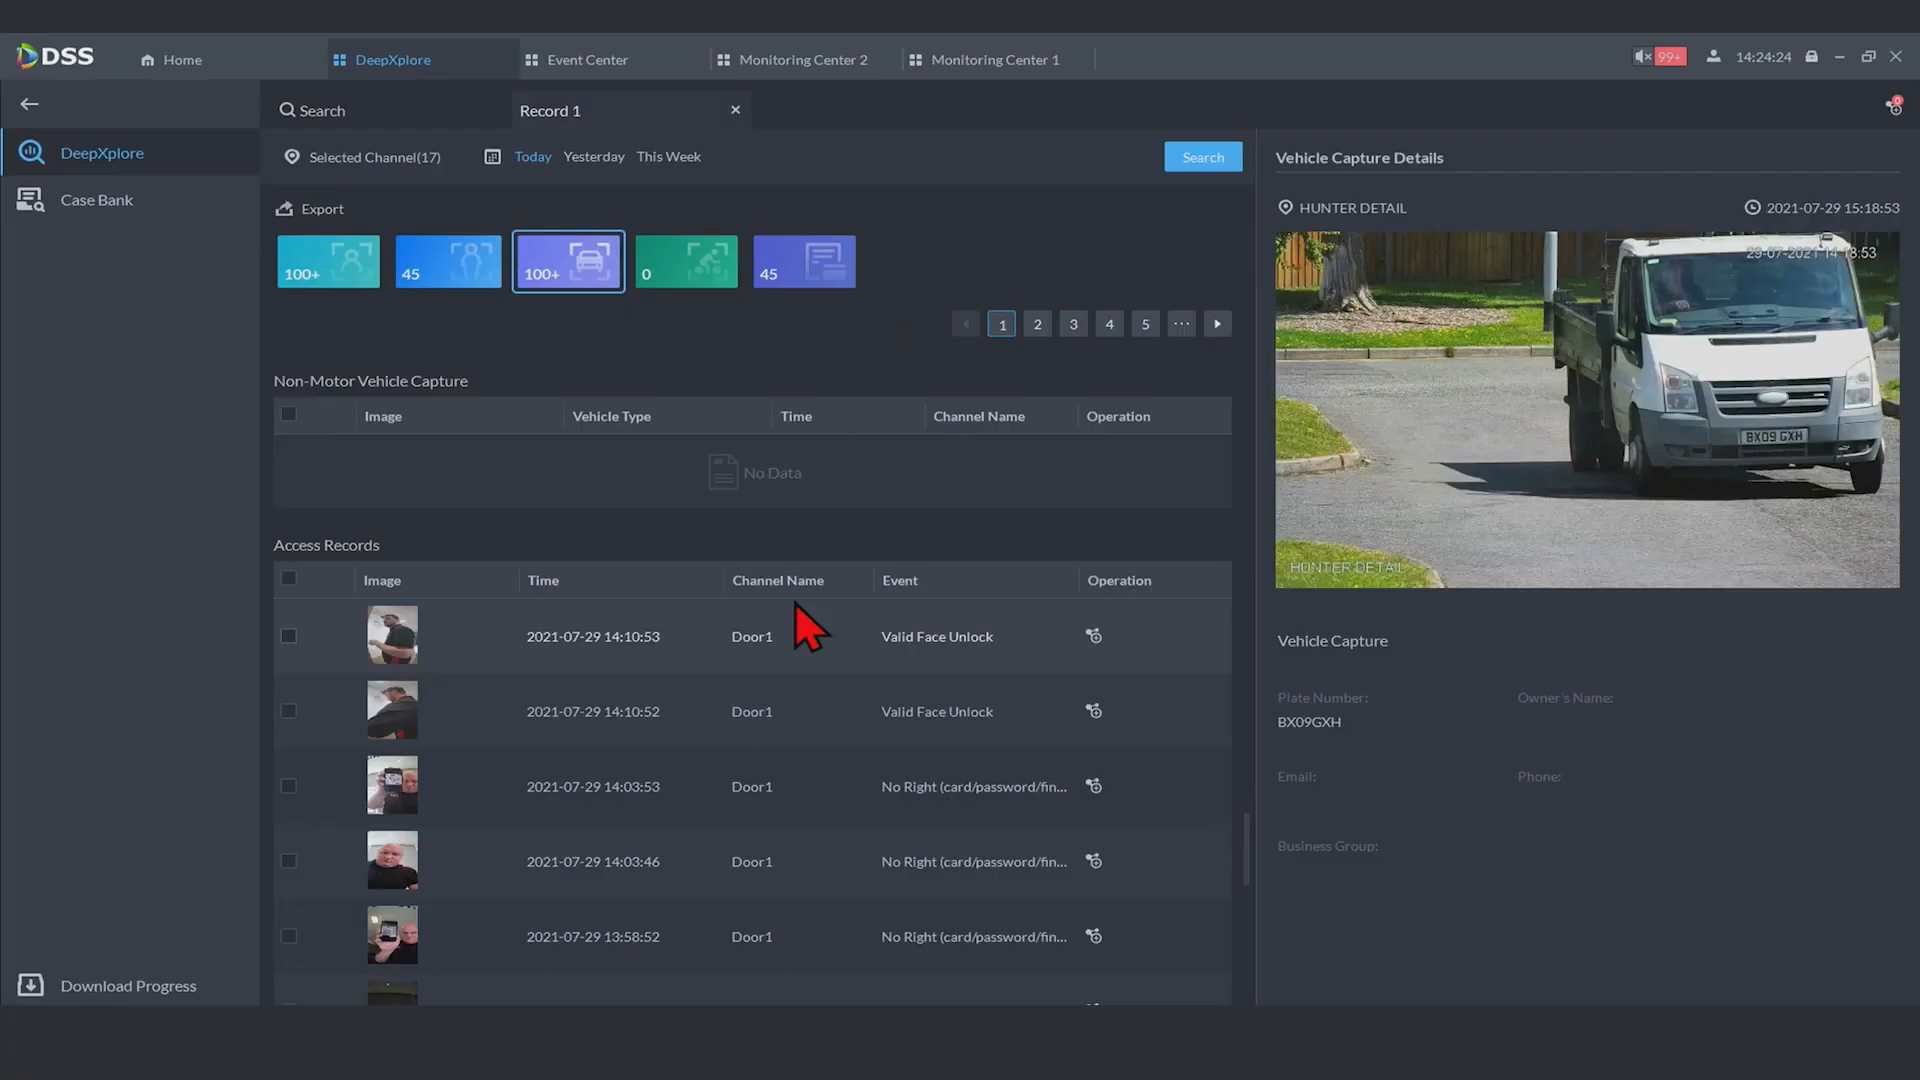 DSS
Home
DeepXplore
Event Center
Monitoring Center 2
Monitoring Center 1
99+
14:24:24
Search
Record 1
0
DeepXplore
Case Bank
Selected Channel(17)
Today
Yesterday
This Week
Search
Export
100+
45
100+
0
45
1
2
3
4
5
...
Non-Motor Vehicle Capture
Image Vehicle Type Time Channel Name Operation
No Data
Access Records
Image Time Channel Name Event Operation
2021-07-29 14:10:53 Door1 Valid Face Unlock
2021-07-29 14:10:52 Door1 Valid Face Unlock
2021-07-29 14:03:53 Door1 No Right (card/password/fin...
2021-07-29 14:03:46 Door1 No Right (card/password/fin...
2021-07-29 13:58:52 Door1 No Right (card/password/fin...
Download Progress
Vehicle Capture Details
HUNTER DETAIL
2021-07-29 15:18:53
29-07-2021 14:18:53
BX09 GXH
HUNTER DETAIL
Vehicle Capture
Plate Number:
Owner's Name:
BX09GXH
Email:
Phone:
Business Group: